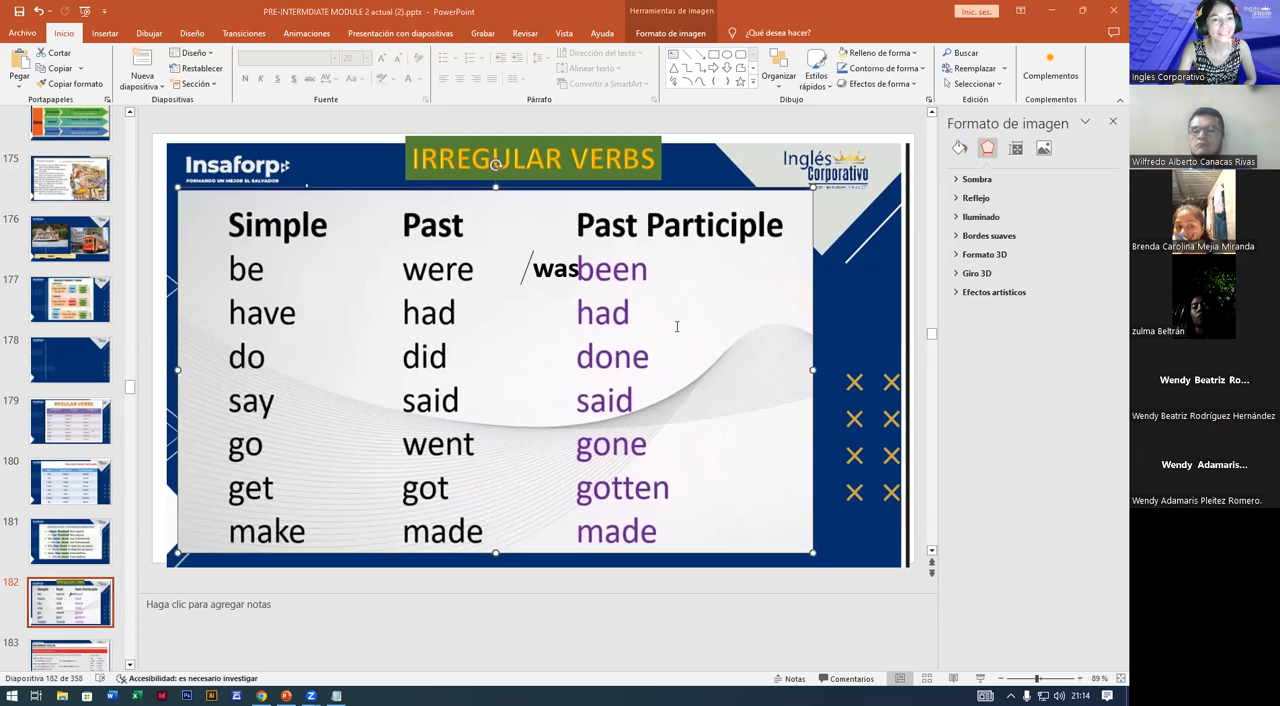 PRE-INTERMDIATE MODULE 2 actual (2).pptx - PowerPoint
Herramientas de imagen
Inic. ses.
Archivo Inicio Insertar Dibujar Diseño Transiciones Animaciones Presentación con diapositivas Grabar Revisar Vista Ayuda Formato de imagen ¿Qué desea hacer?
Pegar
Cortar
Copiar
Copiar formato
Portapapeles
Nueva diapositiva
Diseño
Restablecer
Sección
Diapositivas
20
N K S S abc AV Aa A
Fuente
Dirección del texto
Alinear texto
Convertir a SmartArt
Párrafo
Organizar
Estilos rápidos
Relleno de forma
Contorno de forma
Efectos de forma
Dibujo
Buscar
Reemplazar
Seleccionar
Edición
Complementos
Complementos
175
176
177
178
179
REGULAR VERBS
180
181
182
183
Insaforp
FORMANDO UN MEJOR EL SALVADOR
IRREGULAR VERBS
Inglés
Corporativo
Simple Past Past Participle
be were /was been
have had had
do did done
say said said
go went gone
get got gotten
make made made
Haga clic para agregar notas
Formato de imagen
Sombra
Reflejo
Iluminado
Bordes suaves
Formato 3D
Giro 3D
Efectos artísticos
Ingles Corporativo
Wilfredo Alberto Canacas Rivas
Brenda Carolina Mejia Miranda
zulma Beltrán
Wendy Beatriz Ro...
Wendy Beatriz Rodríguez Hernández
Wendy Adamaris...
Wendy Adamaris Pleitez Romero.
Diapositiva 182 de 358
Accesibilidad: es necesario investigar
Notas
Comentarios
89 %
21:14